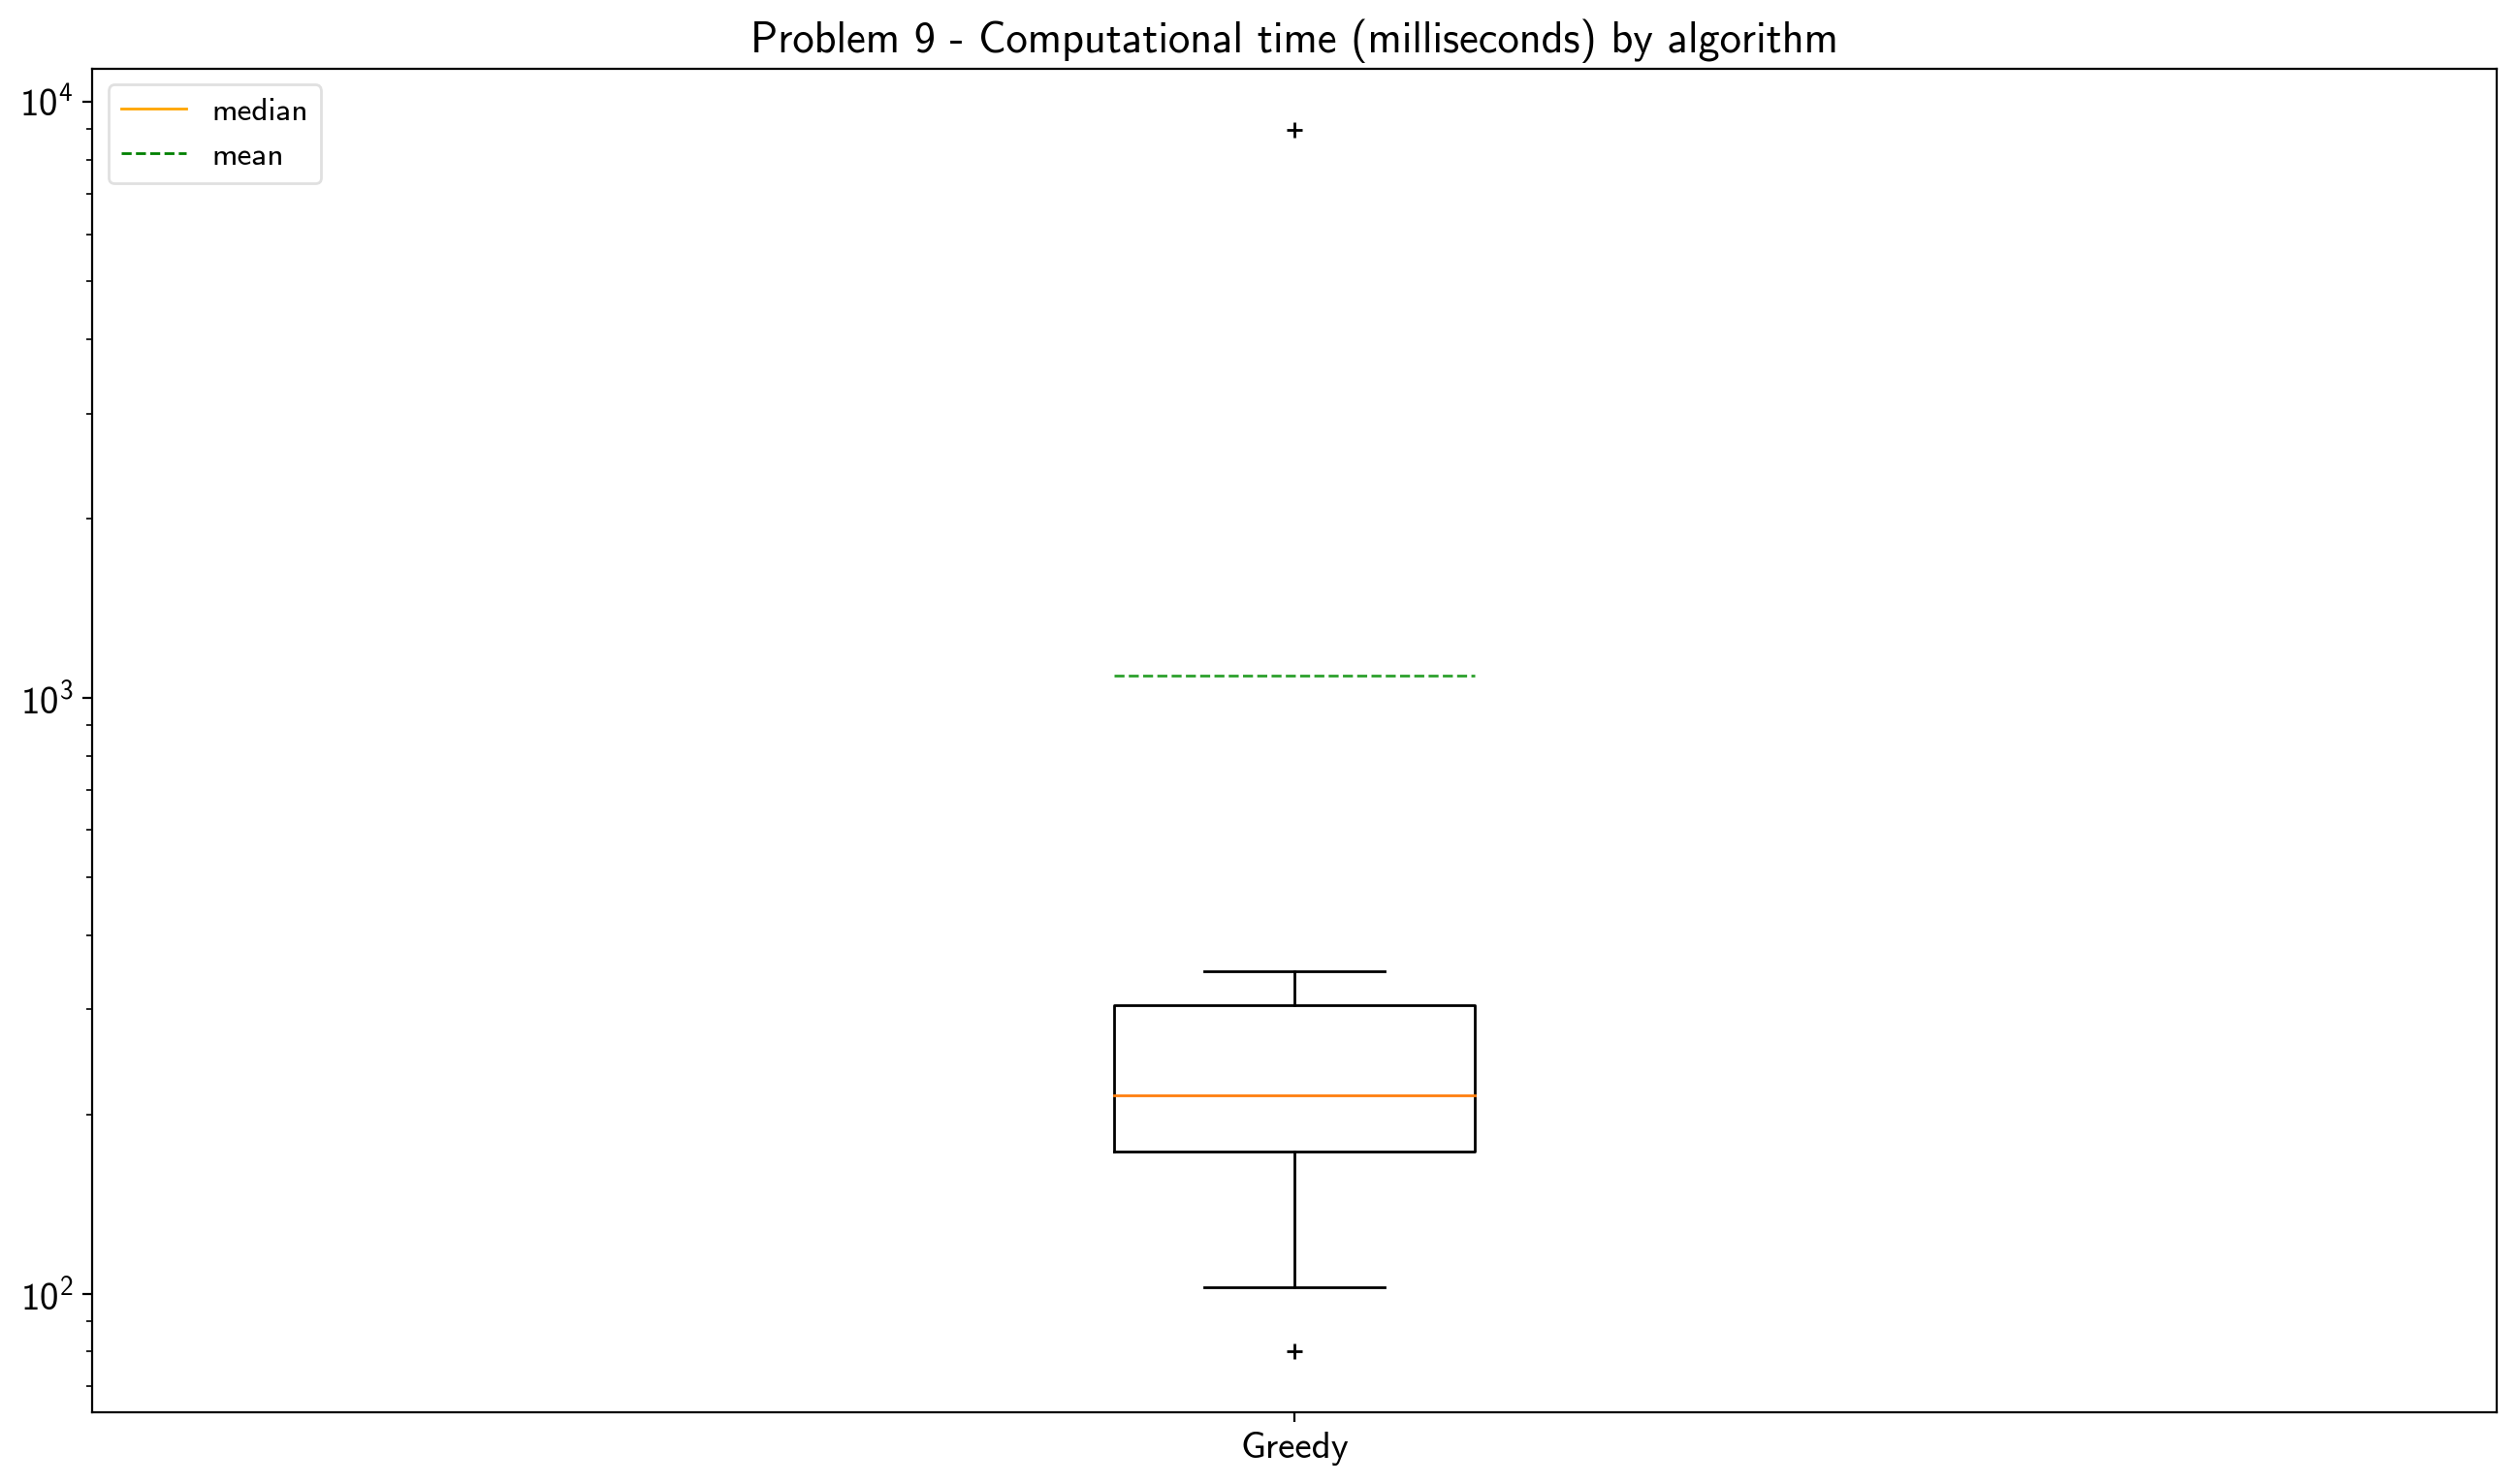 Problem 9 - Computational time (milliseconds) by algorithm
10^4
median
mean
10^3
10^2
Greedy